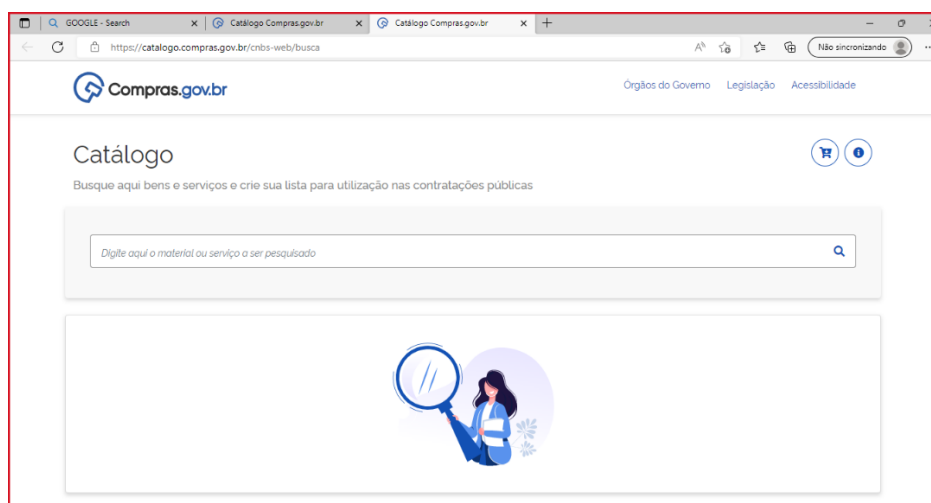 GOOGLE - Search
Catálogo Compras.gov.br
Catálogo Compras.gov.br
https://catalogo.compras.gov.br/cnbs-web/busca
Não sincronizando
Compras.gov.br
Órgãos do Governo Legislação Acessibilidade
Catálogo
Busque aqui bens e serviços e crie sua lista para utilização nas contratações públicas
Digite aqui o material ou serviço a ser pesquisado